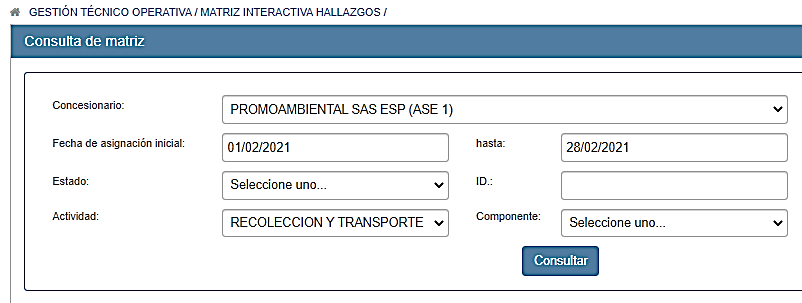 GESTIÓN TÉCNICO OPERATIVA / MATRIZ INTERACTIVA HALLAZGOS /
Consulta de matriz
Concesionario: PROMOAMBIENTAL SAS ESP (ASE 1)
Fecha de asignación inicial: 01/02/2021 hasta: 28/02/2021
Estado: Seleccione uno... ID.:
Actividad: RECOLECCION Y TRANSPORTE Componente: Seleccione uno...
Consultar